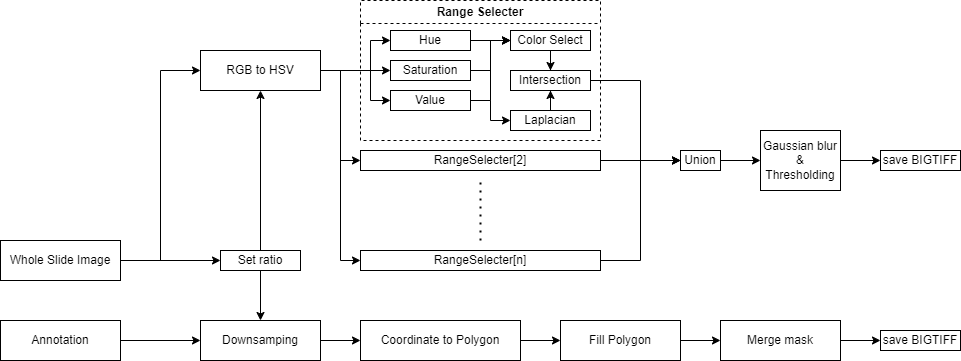 Range Selecter
Hue
Color Select
RGB to HSV
Saturation
Intersection
Value
Laplacian
RangeSelecter[2]
Union
Gaussian blur
&
Thresholding
save BIGTIFF
Whole Slide Image
Set ratio
RangeSelecter[n]
Annotation
Downsamping
Coordinate to Polygon
Fill Polygon
Merge mask
save BIGTIFF